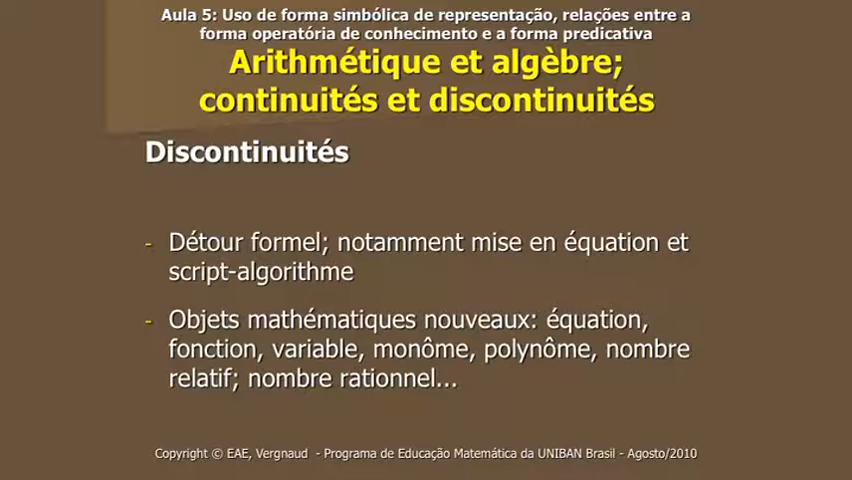 Aula 5: Uso de forma simbólica de representação, relações entre a
forma operatória de conhecimento e a forma predicativa
Arithmétique et algèbre;
continuités et discontinuités
Discontinuités
- Détour formel; notamment mise en équation et
script-algorithme
- Objets mathématiques nouveaux: équation,
fonction, variable, monôme, polynôme, nombre
relatif; nombre rationnel...
Copyright © EAE, Vergnaud - Programa de Educação Matemática da UNIBAN Brasil - Agosto/2010